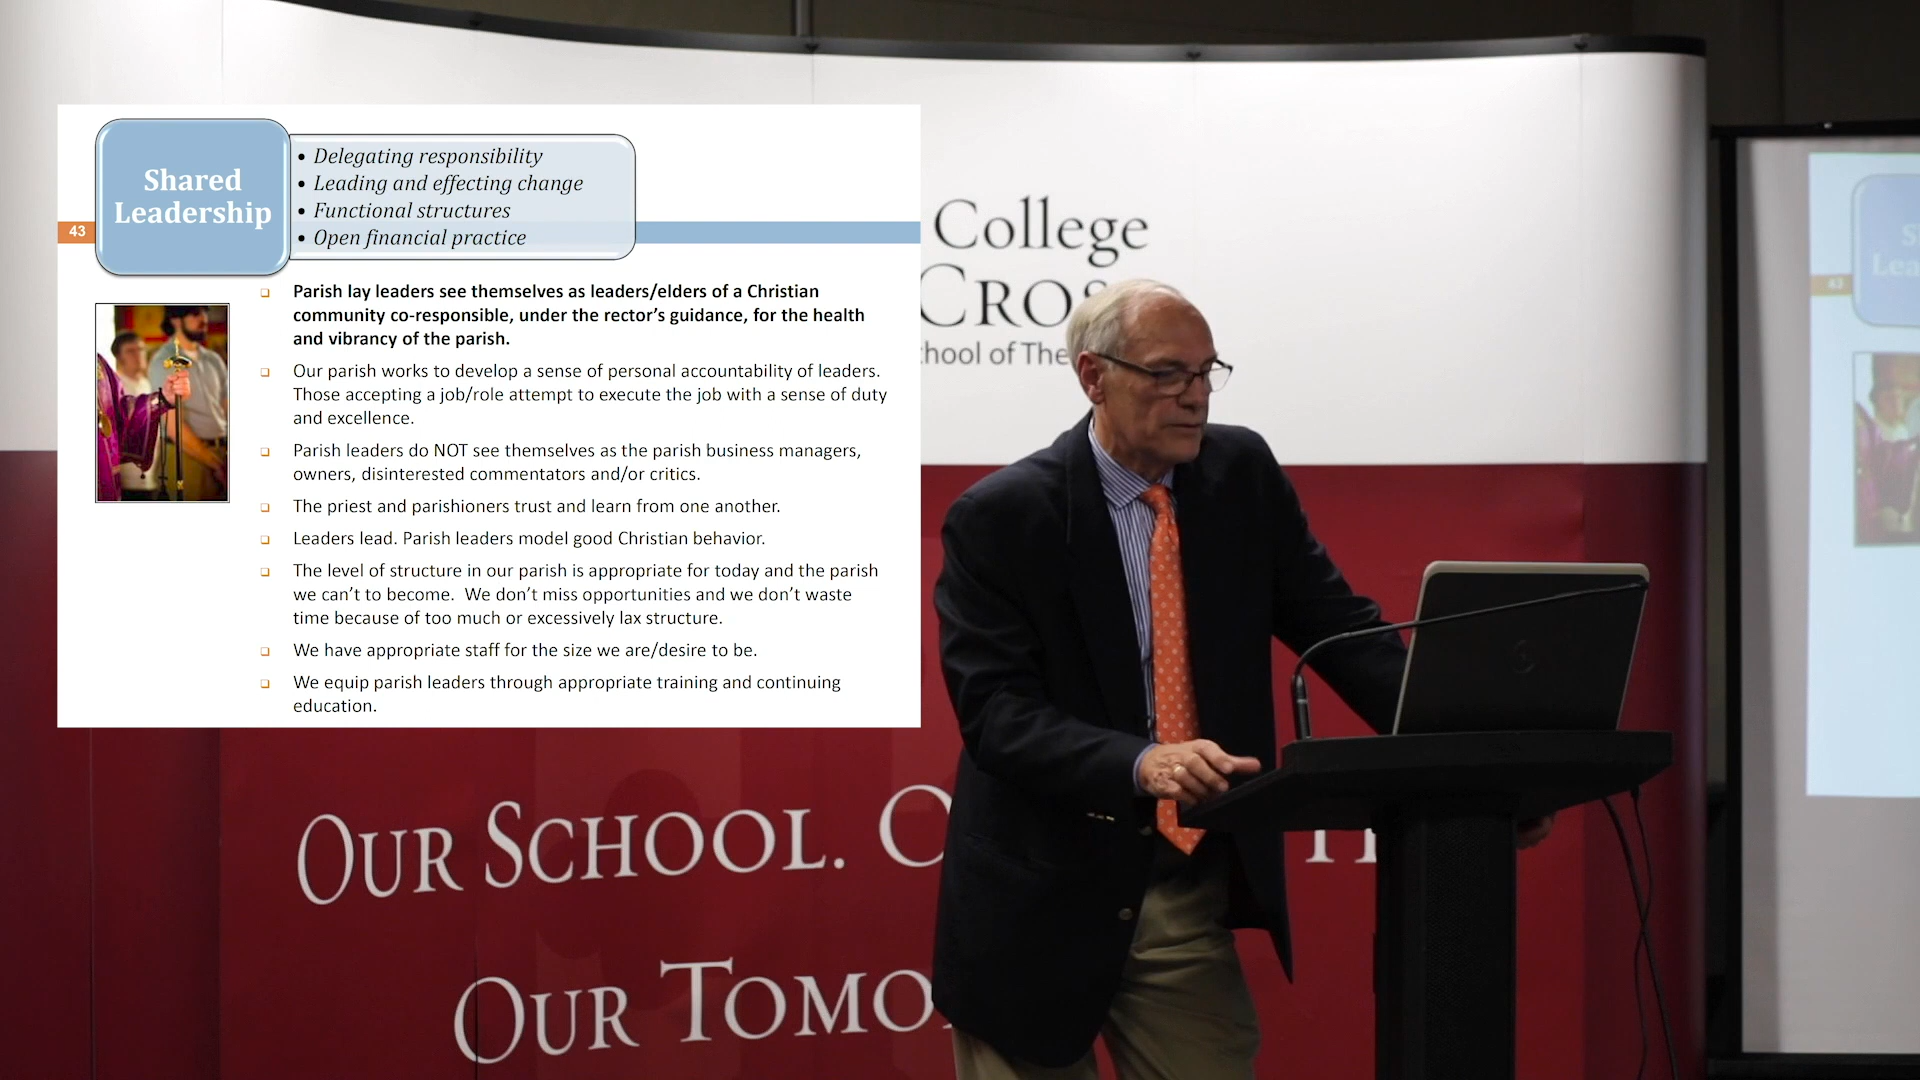 Shared
Leadership
• Delegating responsibility
• Leading and effecting change
• Functional structures
• Open financial practice
43
Parish lay leaders see themselves as leaders/elders of a Christian
community co-responsible, under the rector’s guidance, for the health
and vibrancy of the parish.
Our parish works to develop a sense of personal accountability of leaders.
Those accepting a job/role attempt to execute the job with a sense of duty
and excellence.
Parish leaders do NOT see themselves as the parish business managers,
owners, disinterested commentators and/or critics.
The priest and parishioners trust and learn from one another.
Leaders lead. Parish leaders model good Christian behavior.
The level of structure in our parish is appropriate for today and the parish
we can’t to become.  We don’t miss opportunities and we don’t waste
time because of too much or excessively lax structure.
We have appropriate staff for the size we are/desire to be.
We equip parish leaders through appropriate training and continuing
education.
College
CROS
chool of The
OUR SCHOOL. O
OUR TOMO